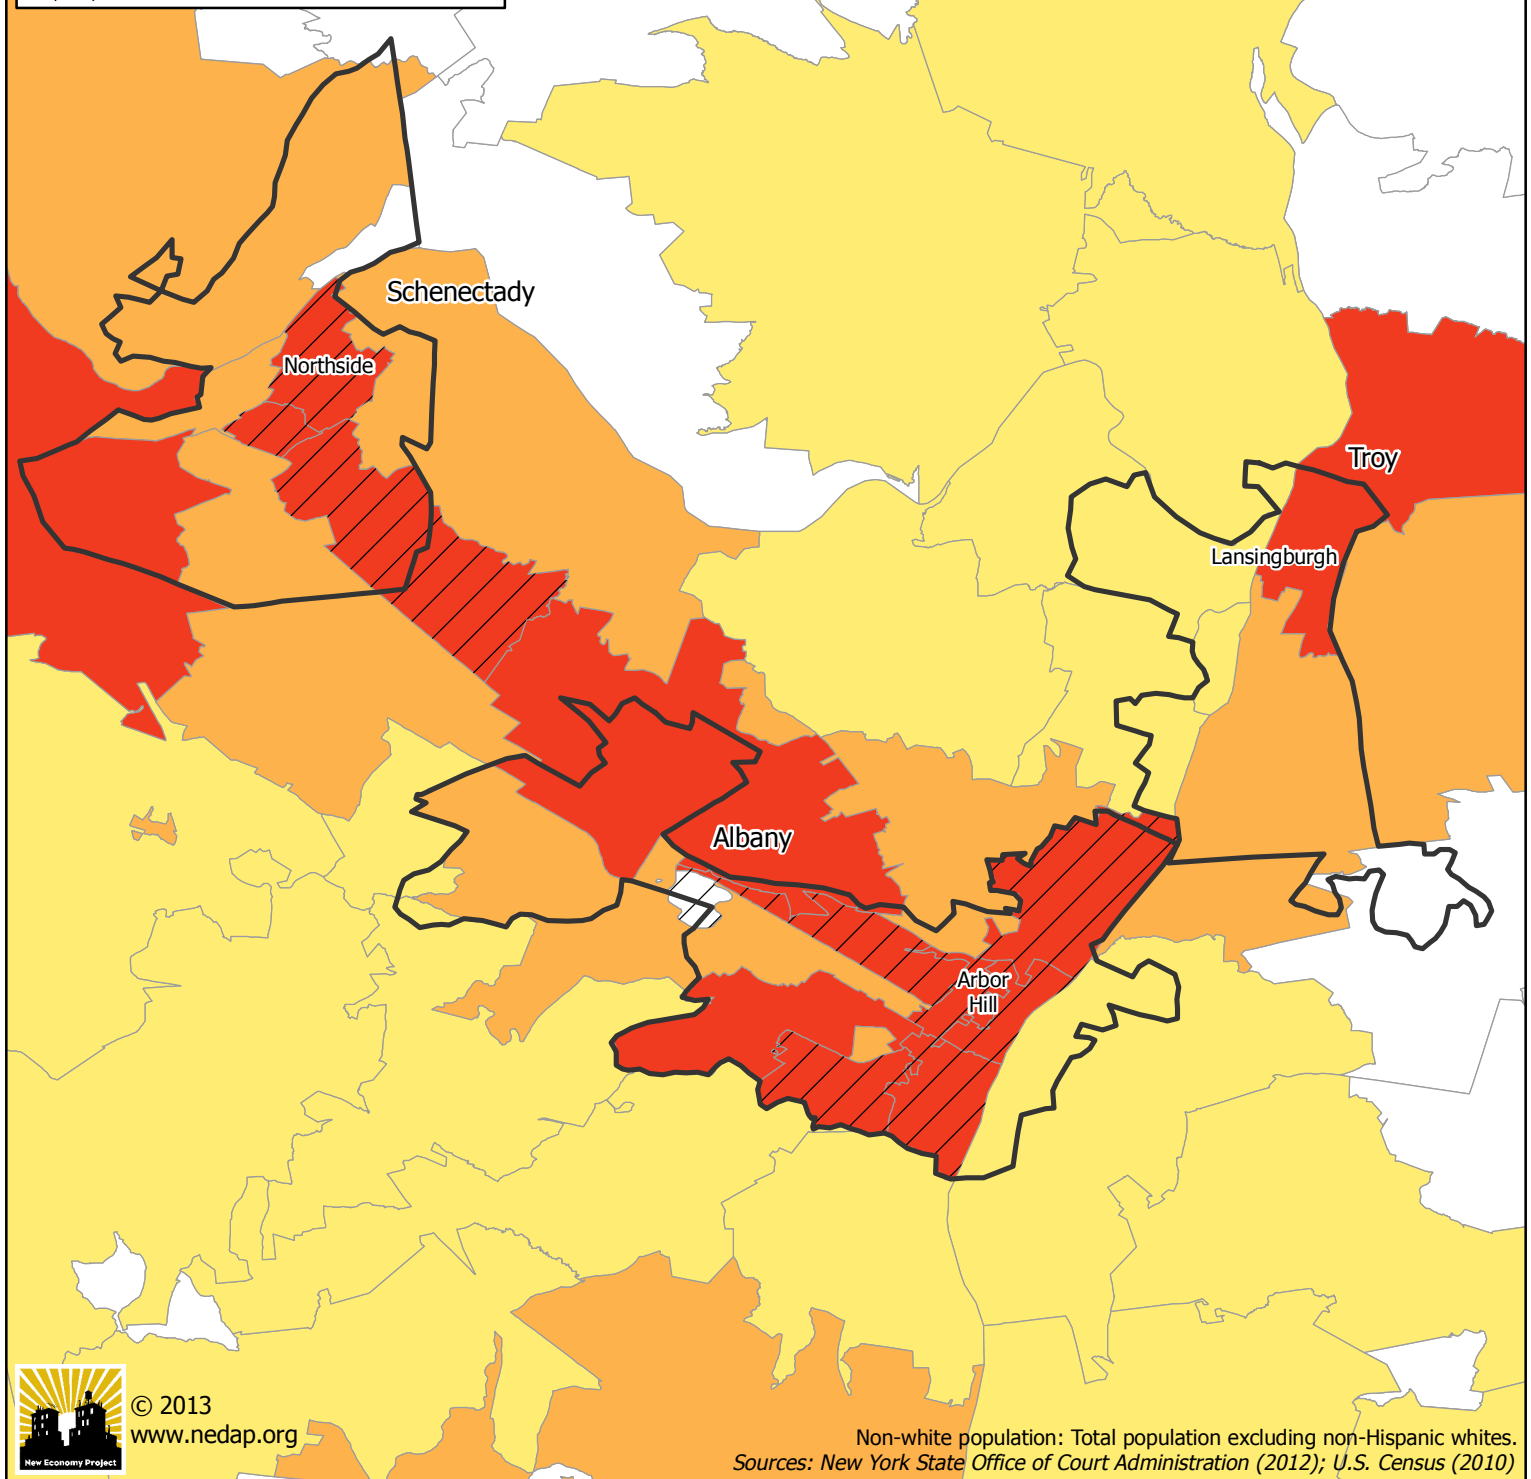 Schenectady
Northside
Troy
Lansingburgh
Albany
Arbor
Hill
© 2013
www.nedap.org
New Economy Project
Non-white population: Total population excluding non-Hispanic whites.
Sources: New York State Office of Court Administration (2012); U.S. Census (2010)